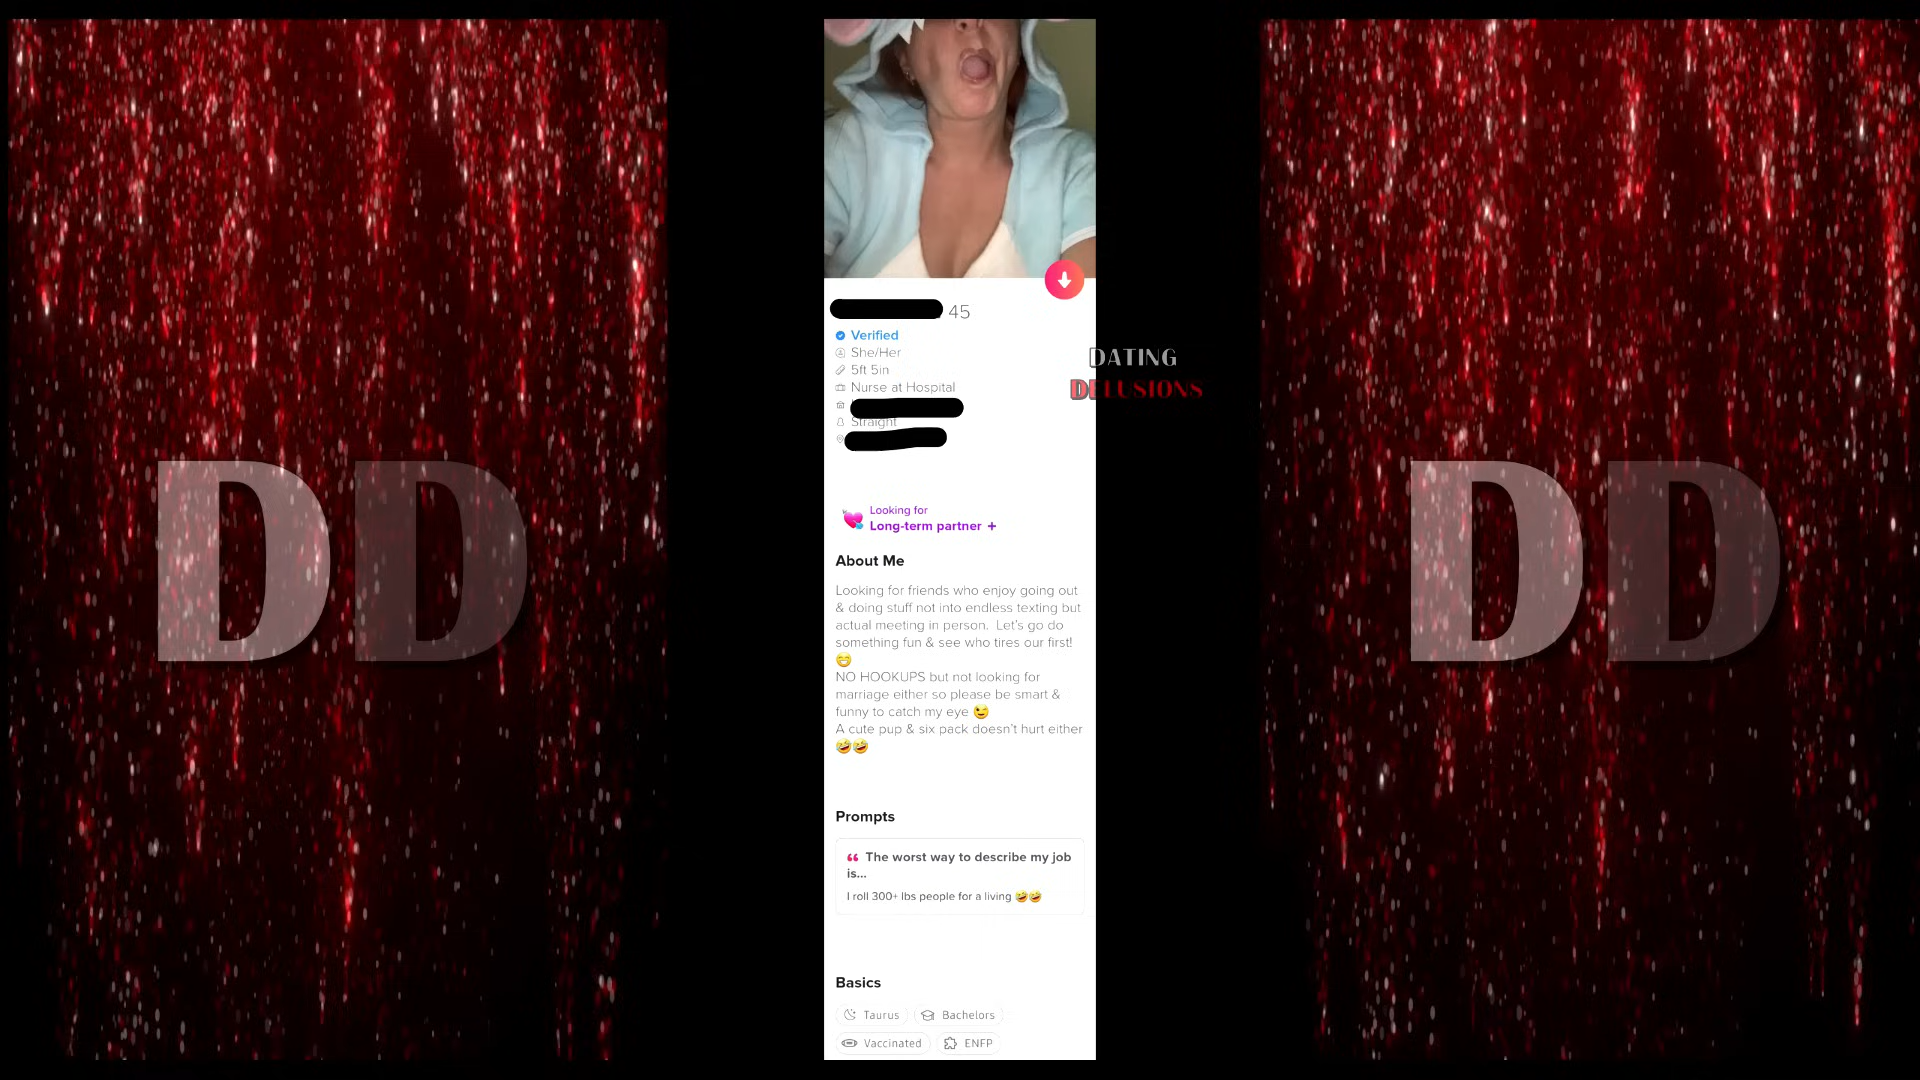 45
Verified
She/Her
5ft 5in
Nurse at Hospital
Straight
DATING
DELUSIONS
DD
DD
Looking for
Long-term partner +
About Me
Looking for friends who enjoy going out
& doing stuff not into endless texting but
actual meeting in person. Let's go do
something fun & see who tires our first!
😁
NO HOOKUPS but not looking for
marriage either so please be smart &
funny to catch my eye 😉
A cute pup & six pack doesn't hurt either
🤣🤣
Prompts
“ The worst way to describe my job
is...
I roll 300+ lbs people for a living 🤣🤣
Basics
Taurus Bachelors
Vaccinated ENFP